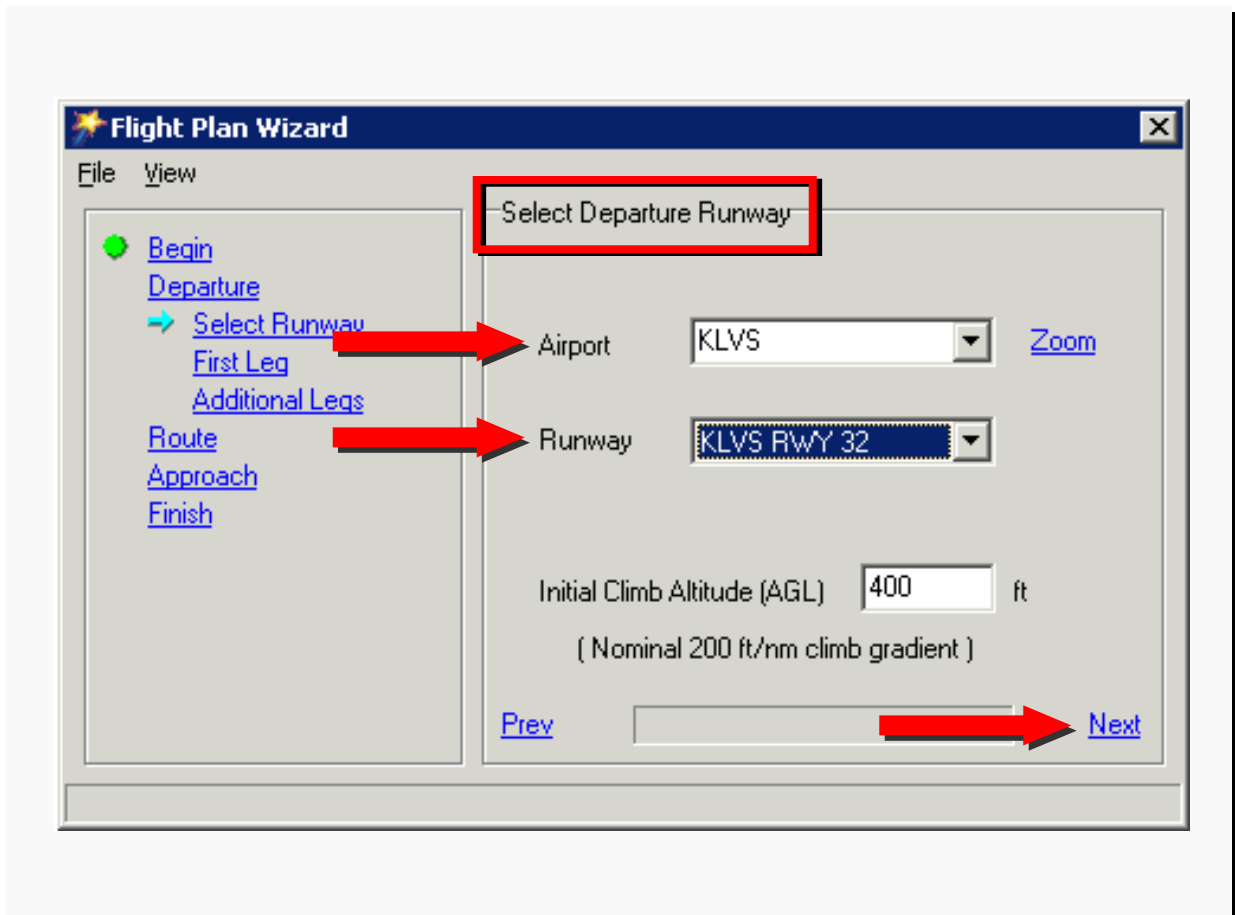 Flight Plan Wizard
File View
Select Departure Runway
Begin
Departure
Select Runway
First Leg
Additional Legs
Route
Approach
Finish
Airport KLVS Zoom
Runway KLVS RWY 32
Initial Climb Altitude (AGL) 400 ft
( Nominal 200 ft/nm climb gradient )
Prev Next